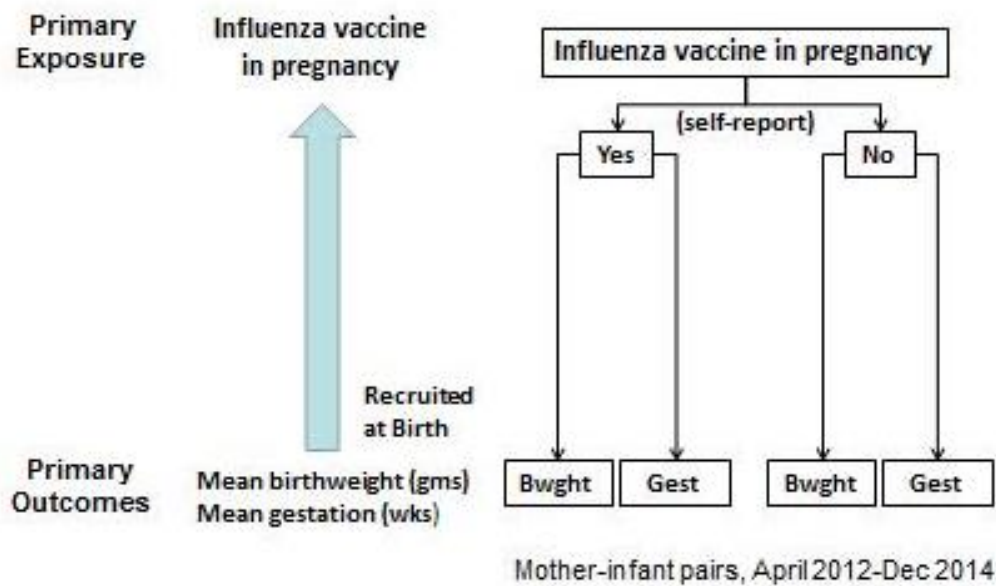 Primary
Exposure
Influenza vaccine
in pregnancy
Influenza vaccine in pregnancy
(self-report)
Yes
No
Recruited
at Birth
Primary
Outcomes
Mean birthweight (gms)
Mean gestation (wks)
Bwght
Gest
Bwght
Gest
Mother-infant pairs, April 2012-Dec 2014